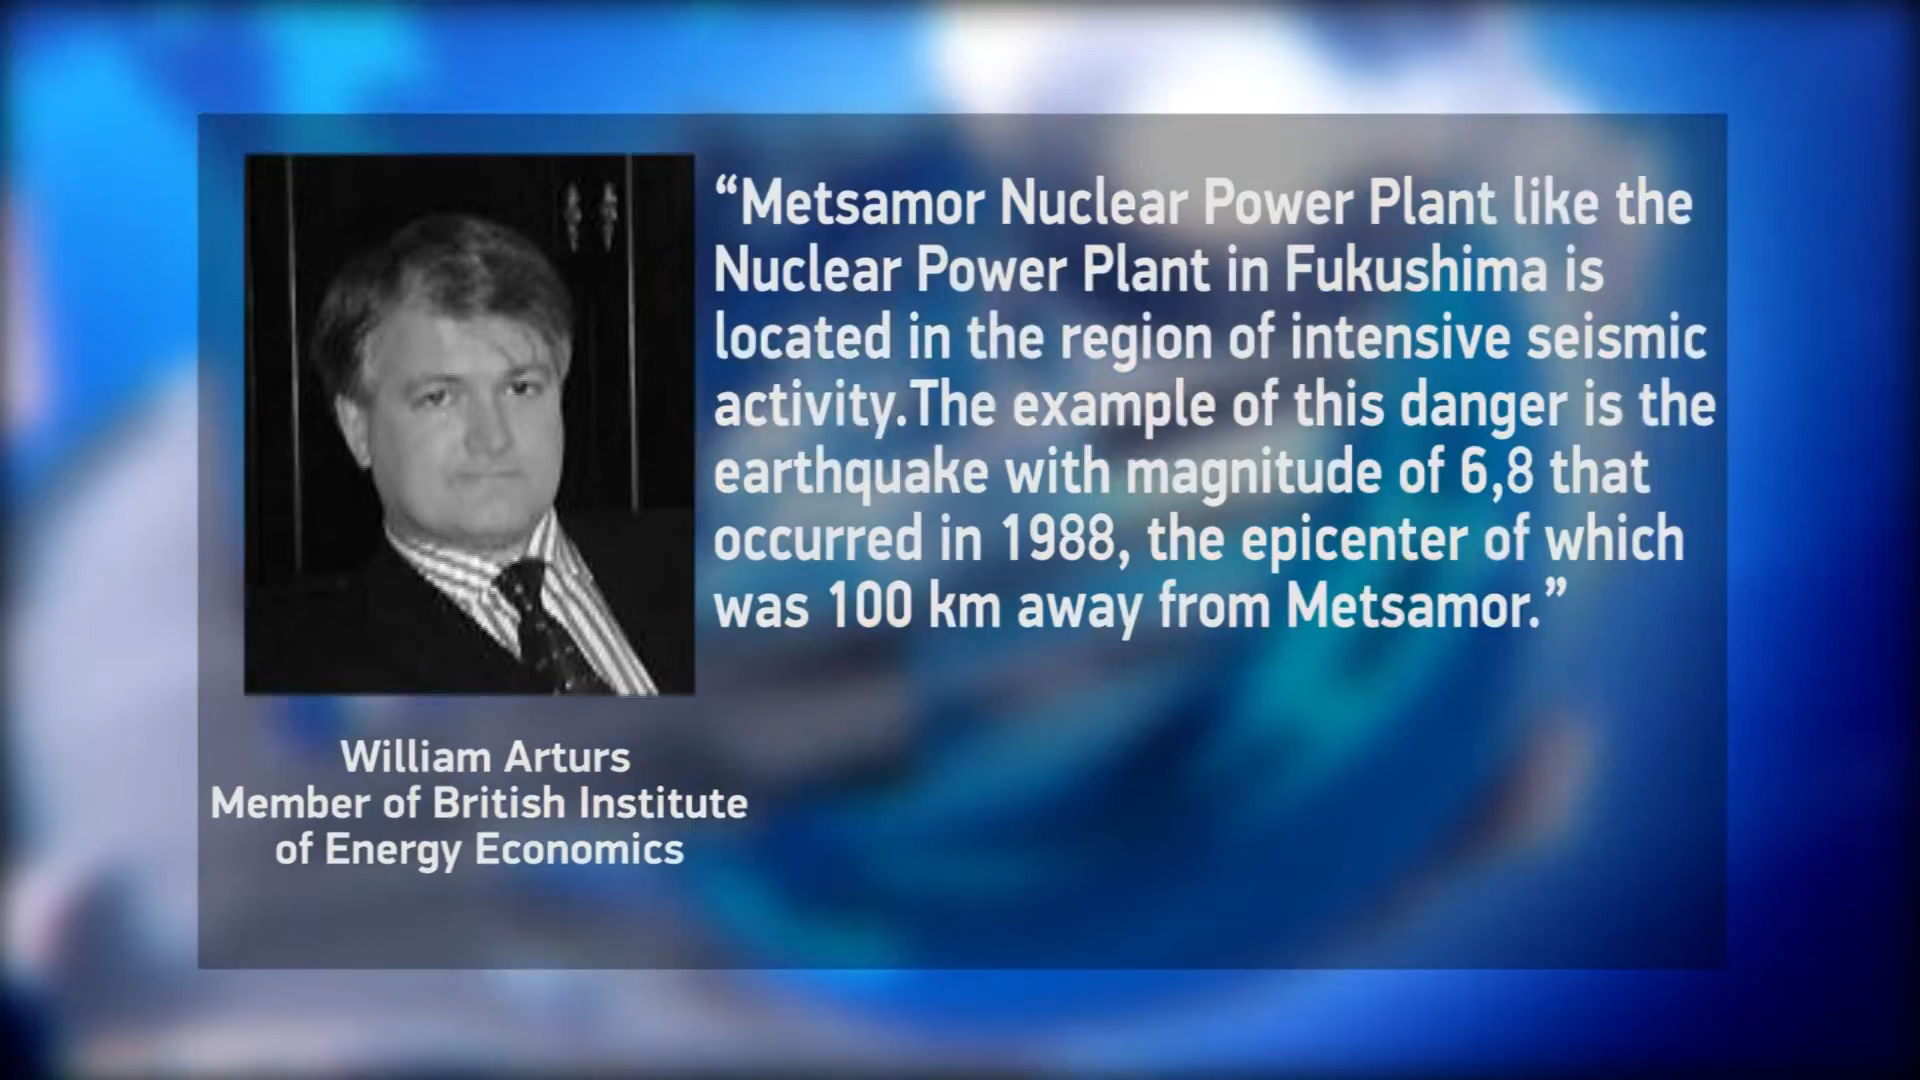 “Metsamor Nuclear Power Plant like the
Nuclear Power Plant in Fukushima is
located in the region of intensive seismic
activity.The example of this danger is the
earthquake with magnitude of 6,8 that
occurred in 1988, the epicenter of which
was 100 km away from Metsamor.”
William Arturs
Member of British Institute
of Energy Economics